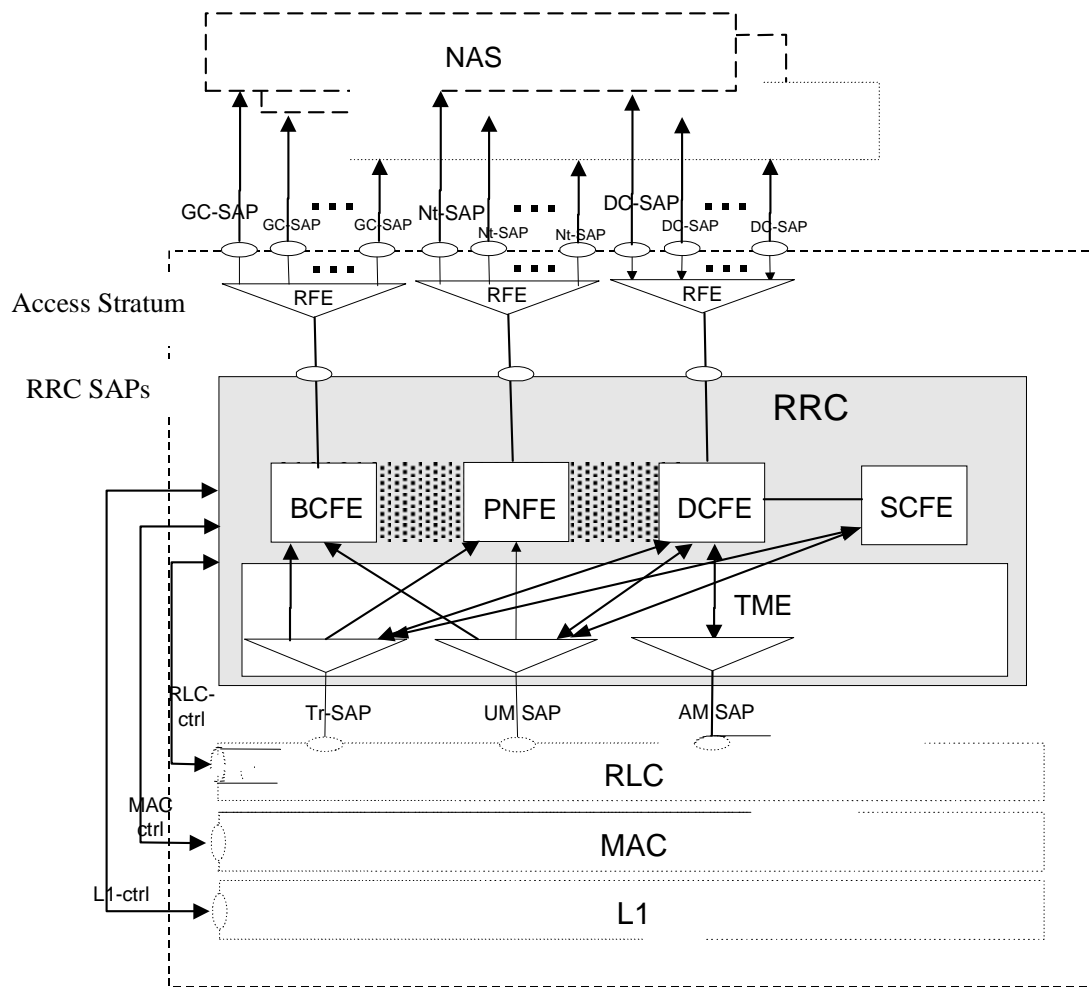 NAS
GC-SAP
GC-SAP
GC-SAP
Nt-SAP
Nt-SAP
Nt-SAP
DC-SAP
DC-SAP
DC-SAP
RFE
RFE
RFE
Access Stratum
RRC SAPs
RRC
BCFE
PNFE
DCFE
SCFE
TME
RLC-
ctrl
Tr-SAP
UM SAP
AM SAP
RLC
MAC
ctrl
MAC
L1-ctrl
L1